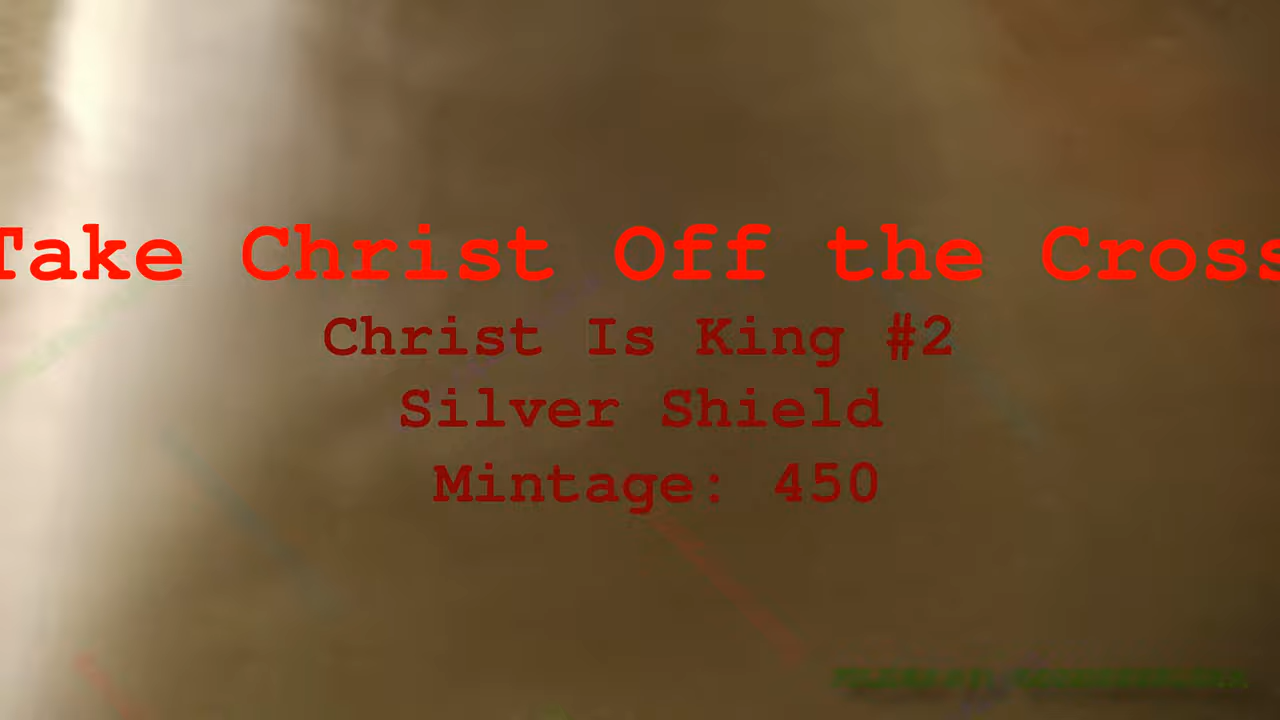 Take Christ Off the Cross
Christ Is King #2
Silver Shield
Mintage: 450